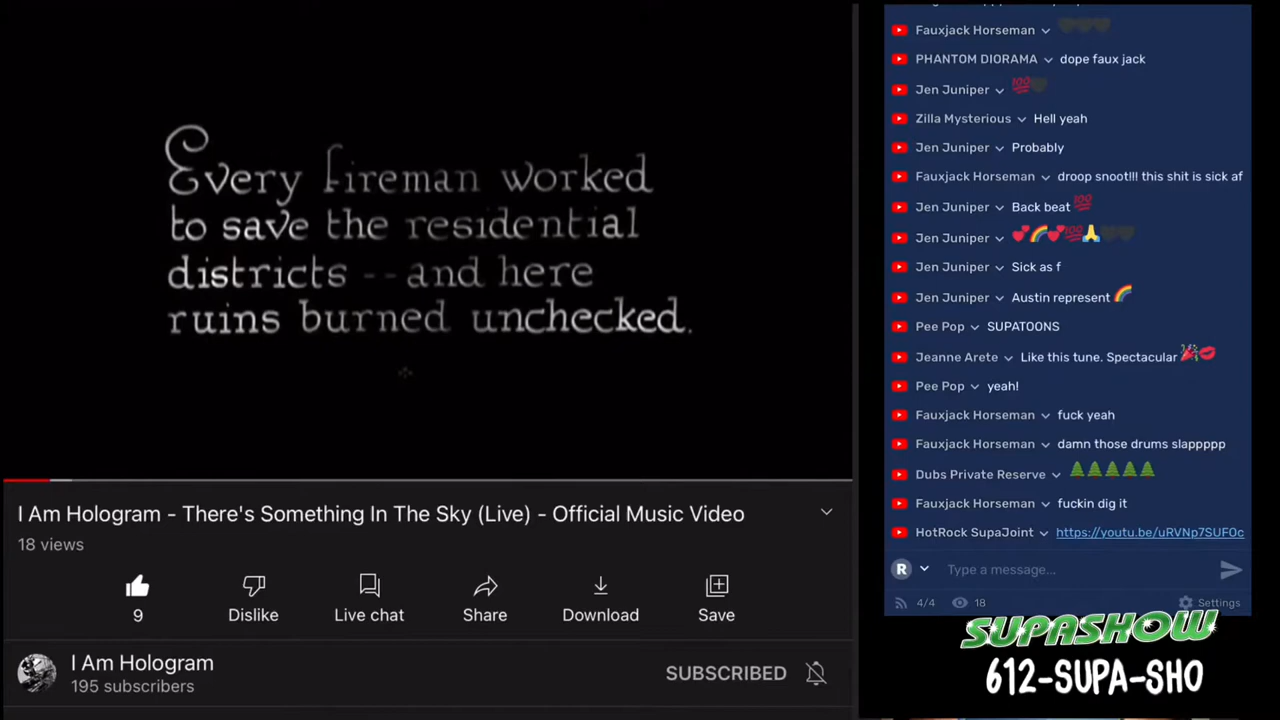 Every fireman worked
to save the residential
districts -- and here
ruins burned unchecked.
I Am Hologram - There's Something In The Sky (Live) - Official Music Video
18 views
9
Dislike
Live chat
Share
Download
Save
I Am Hologram
195 subscribers
SUBSCRIBED
Fauxjack Horseman
PHANTOM DIORAMA dope faux jack
Jen Juniper 💯🖤
Zilla Mysterious Hell yeah
Jen Juniper Probably
Fauxjack Horseman droop snoot!!! this shit is sick af
Jen Juniper Back beat 💯
Jen Juniper 💕🌈💕💯🙏🖤🖤
Jen Juniper Sick as f
Jen Juniper Austin represent 🌈
Pee Pop SUPATOONS
Jeanne Arete Like this tune. Spectacular 🎉💋
Pee Pop yeah!
Fauxjack Horseman fuck yeah
Fauxjack Horseman damn those drums slappppp
Dubs Private Reserve 🌲🌲🌲🌲🌲
Fauxjack Horseman fuckin dig it
HotRock SupaJoint https://youtu.be/uRVNp7SUFOc
R Type a message...
4/4 18 Settings
SUPASHOW
612-SUPA-SHO